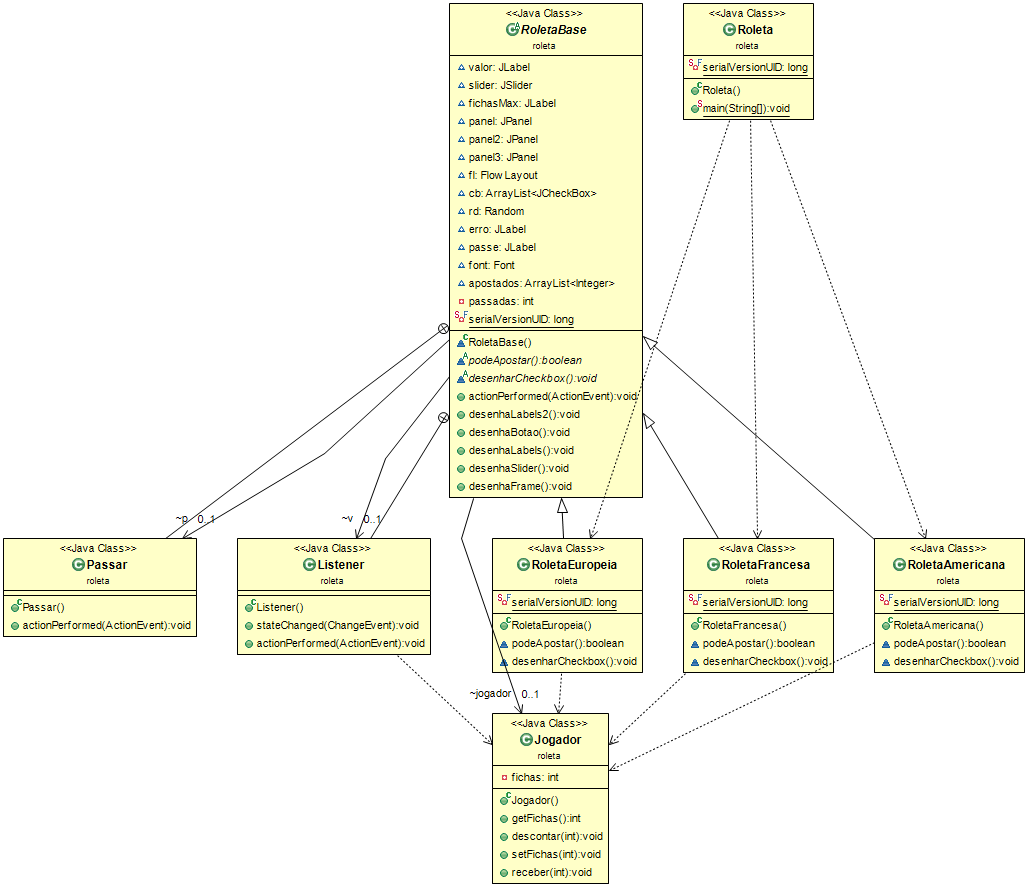 <<Java Class>>
RoletaBase
roleta
valor: JLabel
slider: JSlider
fichasMax: JLabel
panel: JPanel
panel2: JPanel
panel3: JPanel
fl: Flow Layout
cb: ArrayList<JCheckBox>
rd: Random
erro: JLabel
passe: JLabel
font: Font
apostados: ArrayList<Integer>
passadas: int
serialVersionUID: long
RoletaBase()
podeApostar():boolean
desenharCheckbox():void
actionPerformed(ActionEvent):void
desenhaLabels2():void
desenhaBotao():void
desenhaLabels():void
desenhaSlider():void
desenhaFrame():void
<<Java Class>>
Roleta
roleta
serialVersionUID: long
Roleta()
main(String[]):void
~p 0..1
~v 0..1
<<Java Class>>
Passar
roleta
Passar()
actionPerformed(ActionEvent):void
<<Java Class>>
Listener
roleta
Listener()
stateChanged(ChangeEvent):void
actionPerformed(ActionEvent):void
<<Java Class>>
RoletaEuropeia
roleta
serialVersionUID: long
RoletaEuropeia()
podeApostar():boolean
desenharCheckbox():void
<<Java Class>>
RoletaFrancesa
roleta
serialVersionUID: long
RoletaFrancesa()
podeApostar():boolean
desenharCheckbox():void
<<Java Class>>
RoletaAmericana
roleta
serialVersionUID: long
RoletaAmericana()
podeApostar():boolean
desenharCheckbox():void
~jogador 0..1
<<Java Class>>
Jogador
roleta
fichas: int
Jogador()
getFichas():int
descontar(int):void
setFichas(int):void
receber(int):void